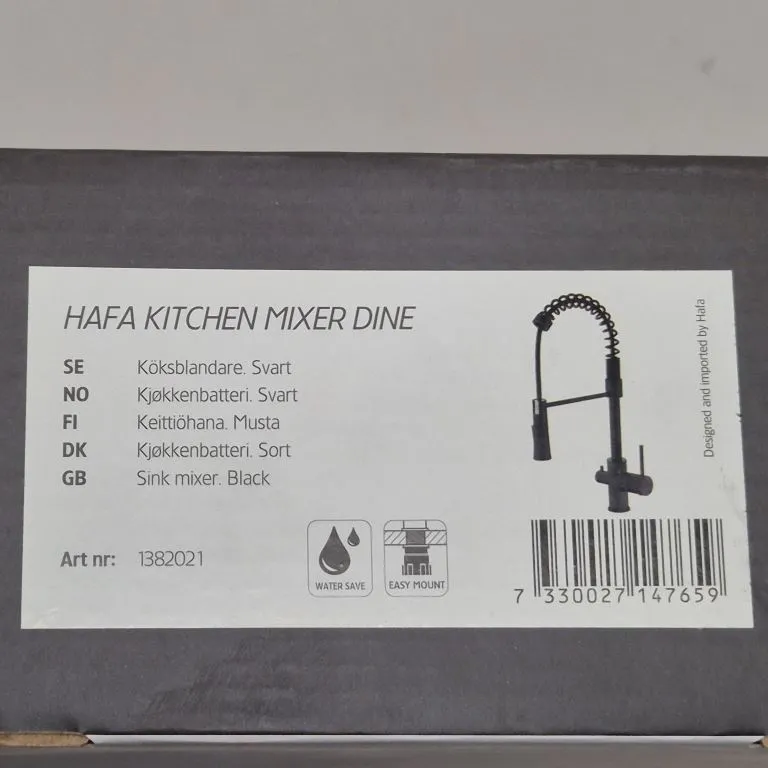 HAFA KITCHEN MIXER DINE
SE Köksblandare. Svart
NO Kjøkkenbatteri. Svart
FI Keittiöhana. Musta
DK Kjøkkenbatteri. Sort
GB Sink mixer. Black
Art nr: 1382021
WATER SAVE
EASY MOUNT
7 330027 147659
Designed and imported by Hafa